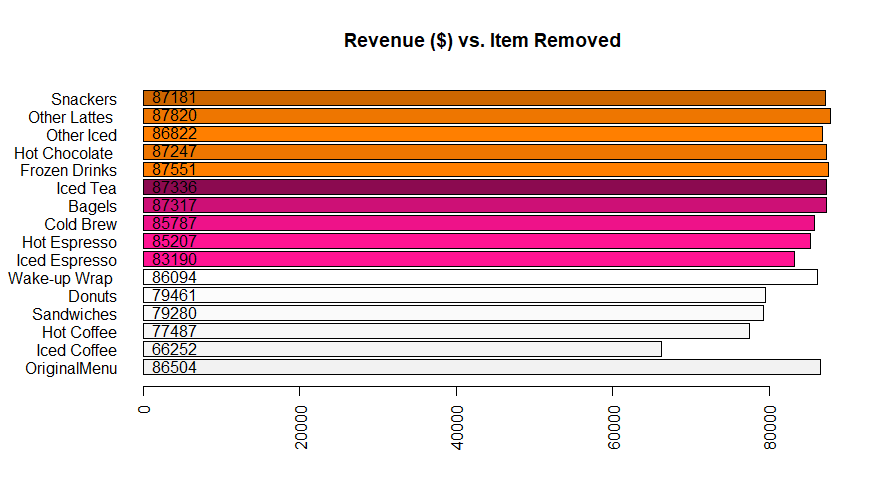 Revenue ($) vs. Item Removed
Snackers 87181
Other Lattes 87820
Other Iced 86822
Hot Chocolate 87247
Frozen Drinks 87551
Iced Tea 87336
Bagels 87317
Cold Brew 85787
Hot Espresso 85207
Iced Espresso 83190
Wake-up Wrap 86094
Donuts 79461
Sandwiches 79280
Hot Coffee 77487
Iced Coffee 66252
OriginalMenu 86504
0 20000 40000 60000 80000